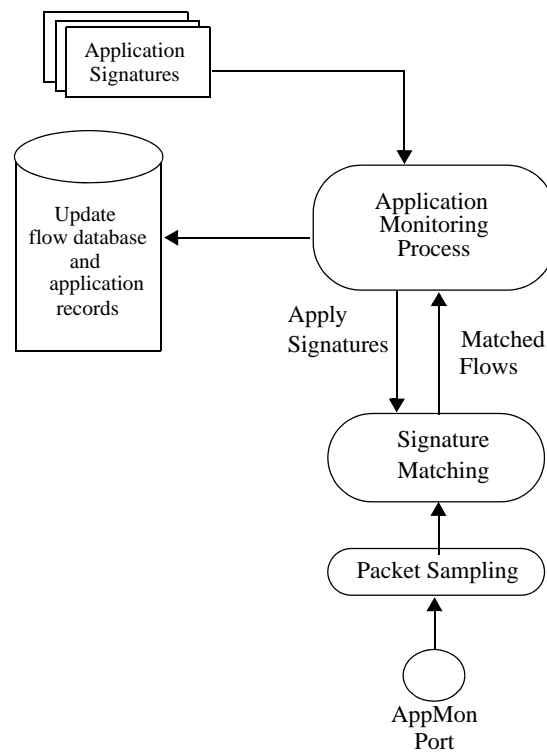 Application
Signatures
Update
flow database
and
application
records
Application
Monitoring
Process
Apply
Signatures
Matched
Flows
Signature
Matching
Packet Sampling
AppMon
Port